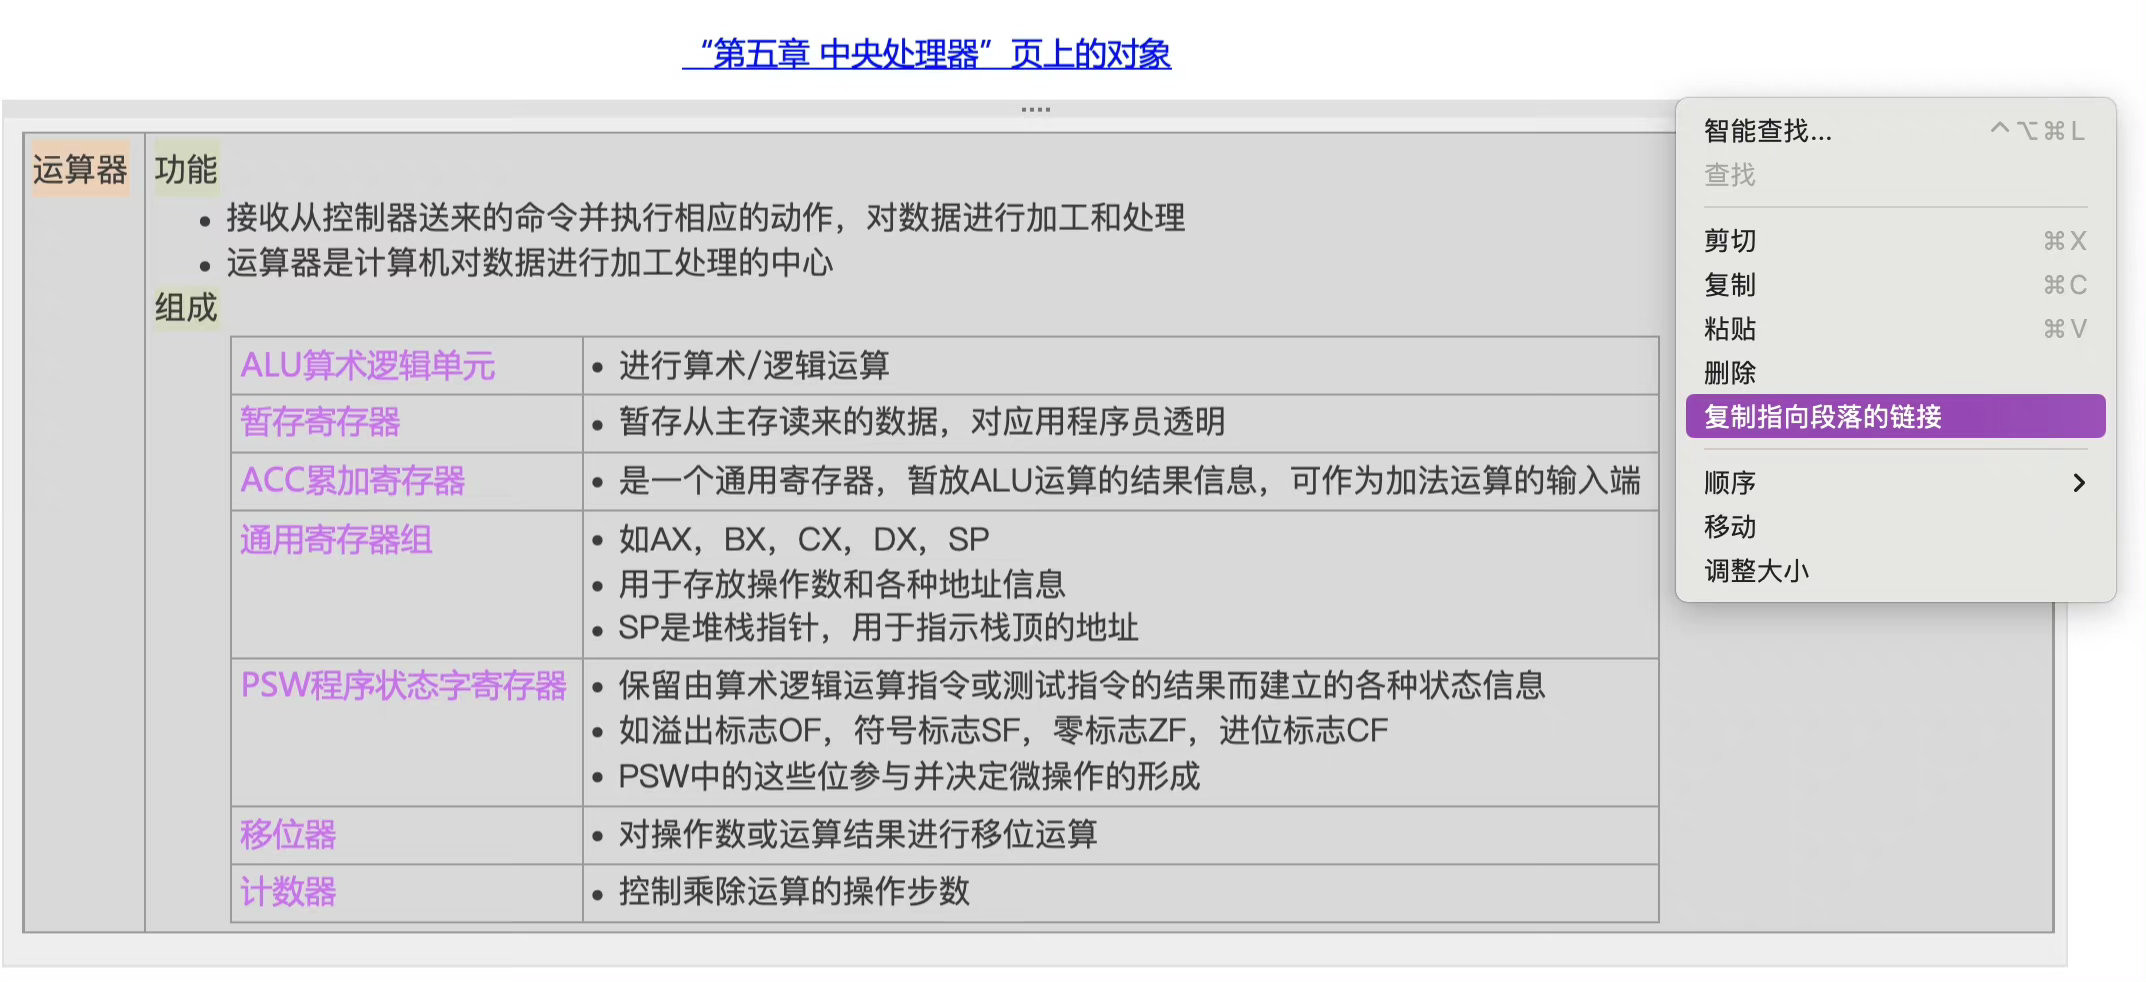 “第五章 中央处理器”页上的对象
运算器
功能
• 接收从控制器送来的命令并执行相应的动作，对数据进行加工和处理
• 运算器是计算机对数据进行加工处理的中心
组成
ALU算术逻辑单元
• 进行算术/逻辑运算
暂存寄存器
• 暂存从主存读来的数据，对应用程序员透明
ACC累加寄存器
• 是一个通用寄存器，暂放ALU运算的结果信息，可作为加法运算的输入端
通用寄存器组
• 如AX，BX，CX，DX，SP
• 用于存放操作数和各种地址信息
• SP是堆栈指针，用于指示栈顶的地址
PSW程序状态字寄存器
• 保留由算术逻辑运算指令或测试指令的结果而建立的各种状态信息
• 如溢出标志OF，符号标志SF，零标志ZF，进位标志CF
• PSW中的这些位参与并决定微操作的形成
移位器
• 对操作数或运算结果进行移位运算
计数器
• 控制乘除运算的操作步数
智能查找... ^⌥⌘L
查找
剪切 ⌘X
复制 ⌘C
粘贴 ⌘V
删除
复制指向段落的链接
顺序
移动
调整大小